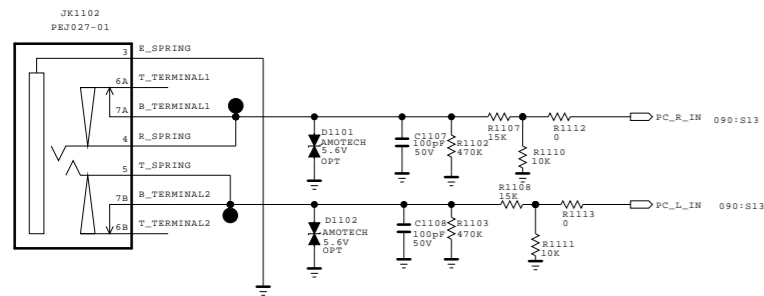 JK1102
PEJ027-01
3 E_SPRING
6A T_TERMINAL1
7A B_TERMINAL1
4 R_SPRING
5 T_SPRING
7B B_TERMINAL2
6B T_TERMINAL2
D1101
AMOTECH
5.6V
OPT
C1107
100pF
50V
R1102
470K
R1107
15K
R1110
10K
R1112
0
PC_R_IN 090:S13
D1102
AMOTECH
5.6V
OPT
C1108
100pF
50V
R1103
470K
R1108
15K
R1111
10K
R1113
0
PC_L_IN 090:S13